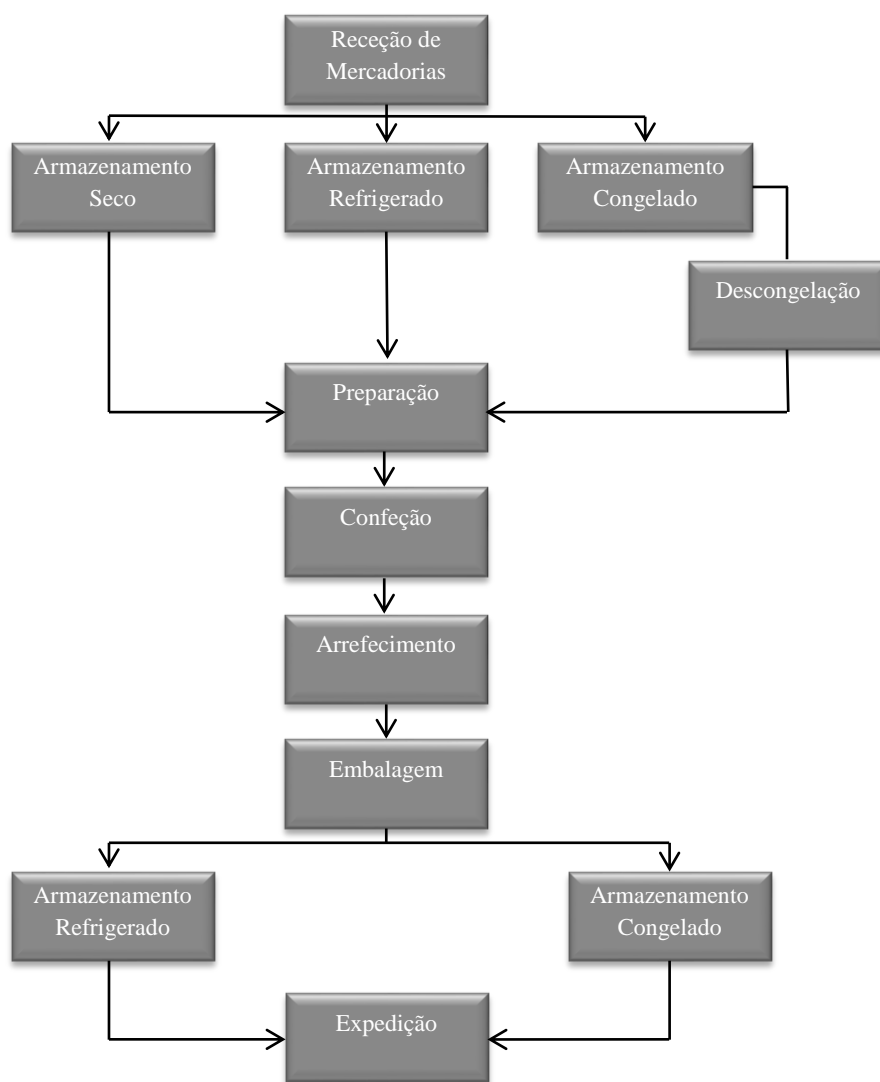 Receção de
Mercadorias
Armazenamento
Seco
Armazenamento
Refrigerado
Armazenamento
Congelado
Descongelação
Preparação
Confeção
Arrefecimento
Embalagem
Armazenamento
Refrigerado
Armazenamento
Congelado
Expedição